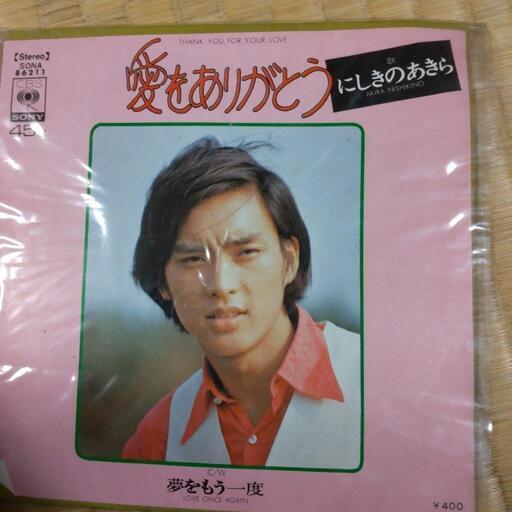 THANK YOU, FOR YOUR LOVE
【Stereo】
SONA
86211
CBS
SONY
45
愛をありがとう
歌
にしきのあきら
AKIRA NISHIKINO
C/W
夢をもう一度
LOVE ONCE AGAIN
￥400